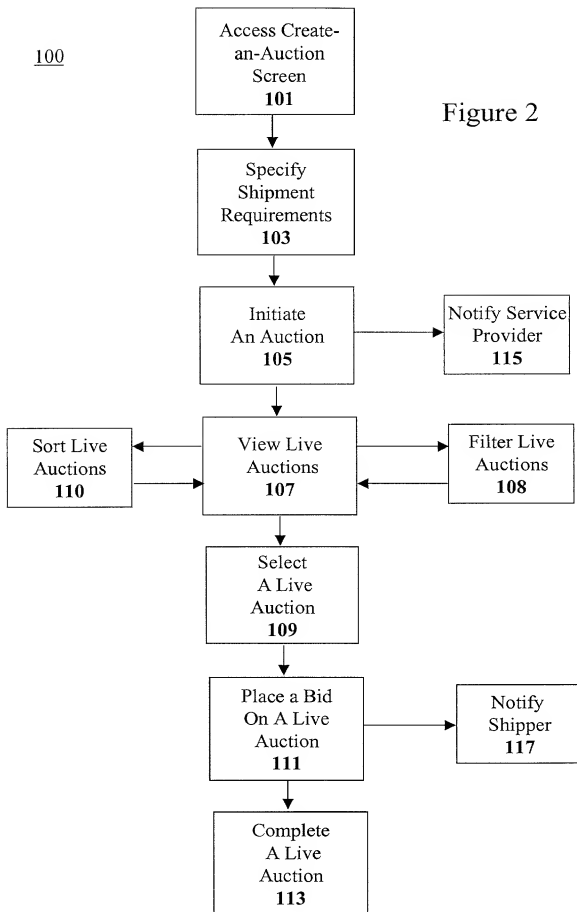 100
Access Create-
an-Auction
Screen
101
Figure 2
Specify
Shipment
Requirements
103
Initiate
An Auction
105
Notify Service
Provider
115
Sort Live
Auctions
110
View Live
Auctions
107
Filter Live
Auctions
108
Select
A Live
Auction
109
Place a Bid
On A Live
Auction
111
Notify
Shipper
117
Complete
A Live
Auction
113